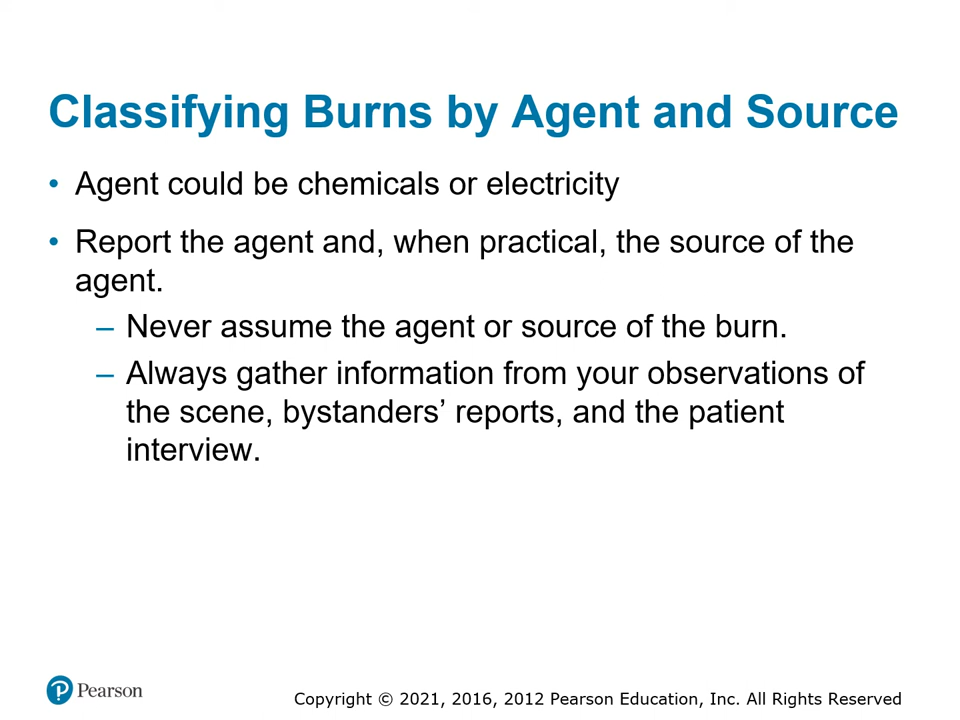 Classifying Burns by Agent and Source
• Agent could be chemicals or electricity
• Report the agent and, when practical, the source of the
agent.
– Never assume the agent or source of the burn.
– Always gather information from your observations of
the scene, bystanders’ reports, and the patient
interview.
Pearson
Copyright © 2021, 2016, 2012 Pearson Education, Inc. All Rights Reserved